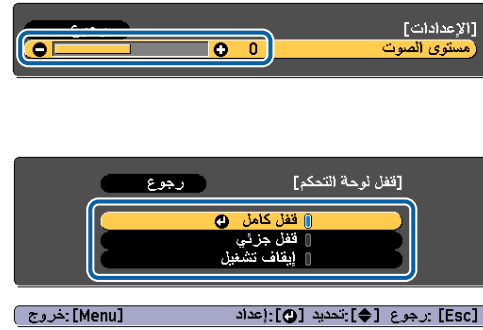 [الإعدادات] رجوع
مستوى الصوت 0
[قفل لوحة التحكم] رجوع
قفل كامل
قفل جزئي
إيقاف تشغيل
[Esc] :رجوع [◆]:تحديد [↵]:إعداد [Menu]:خروج